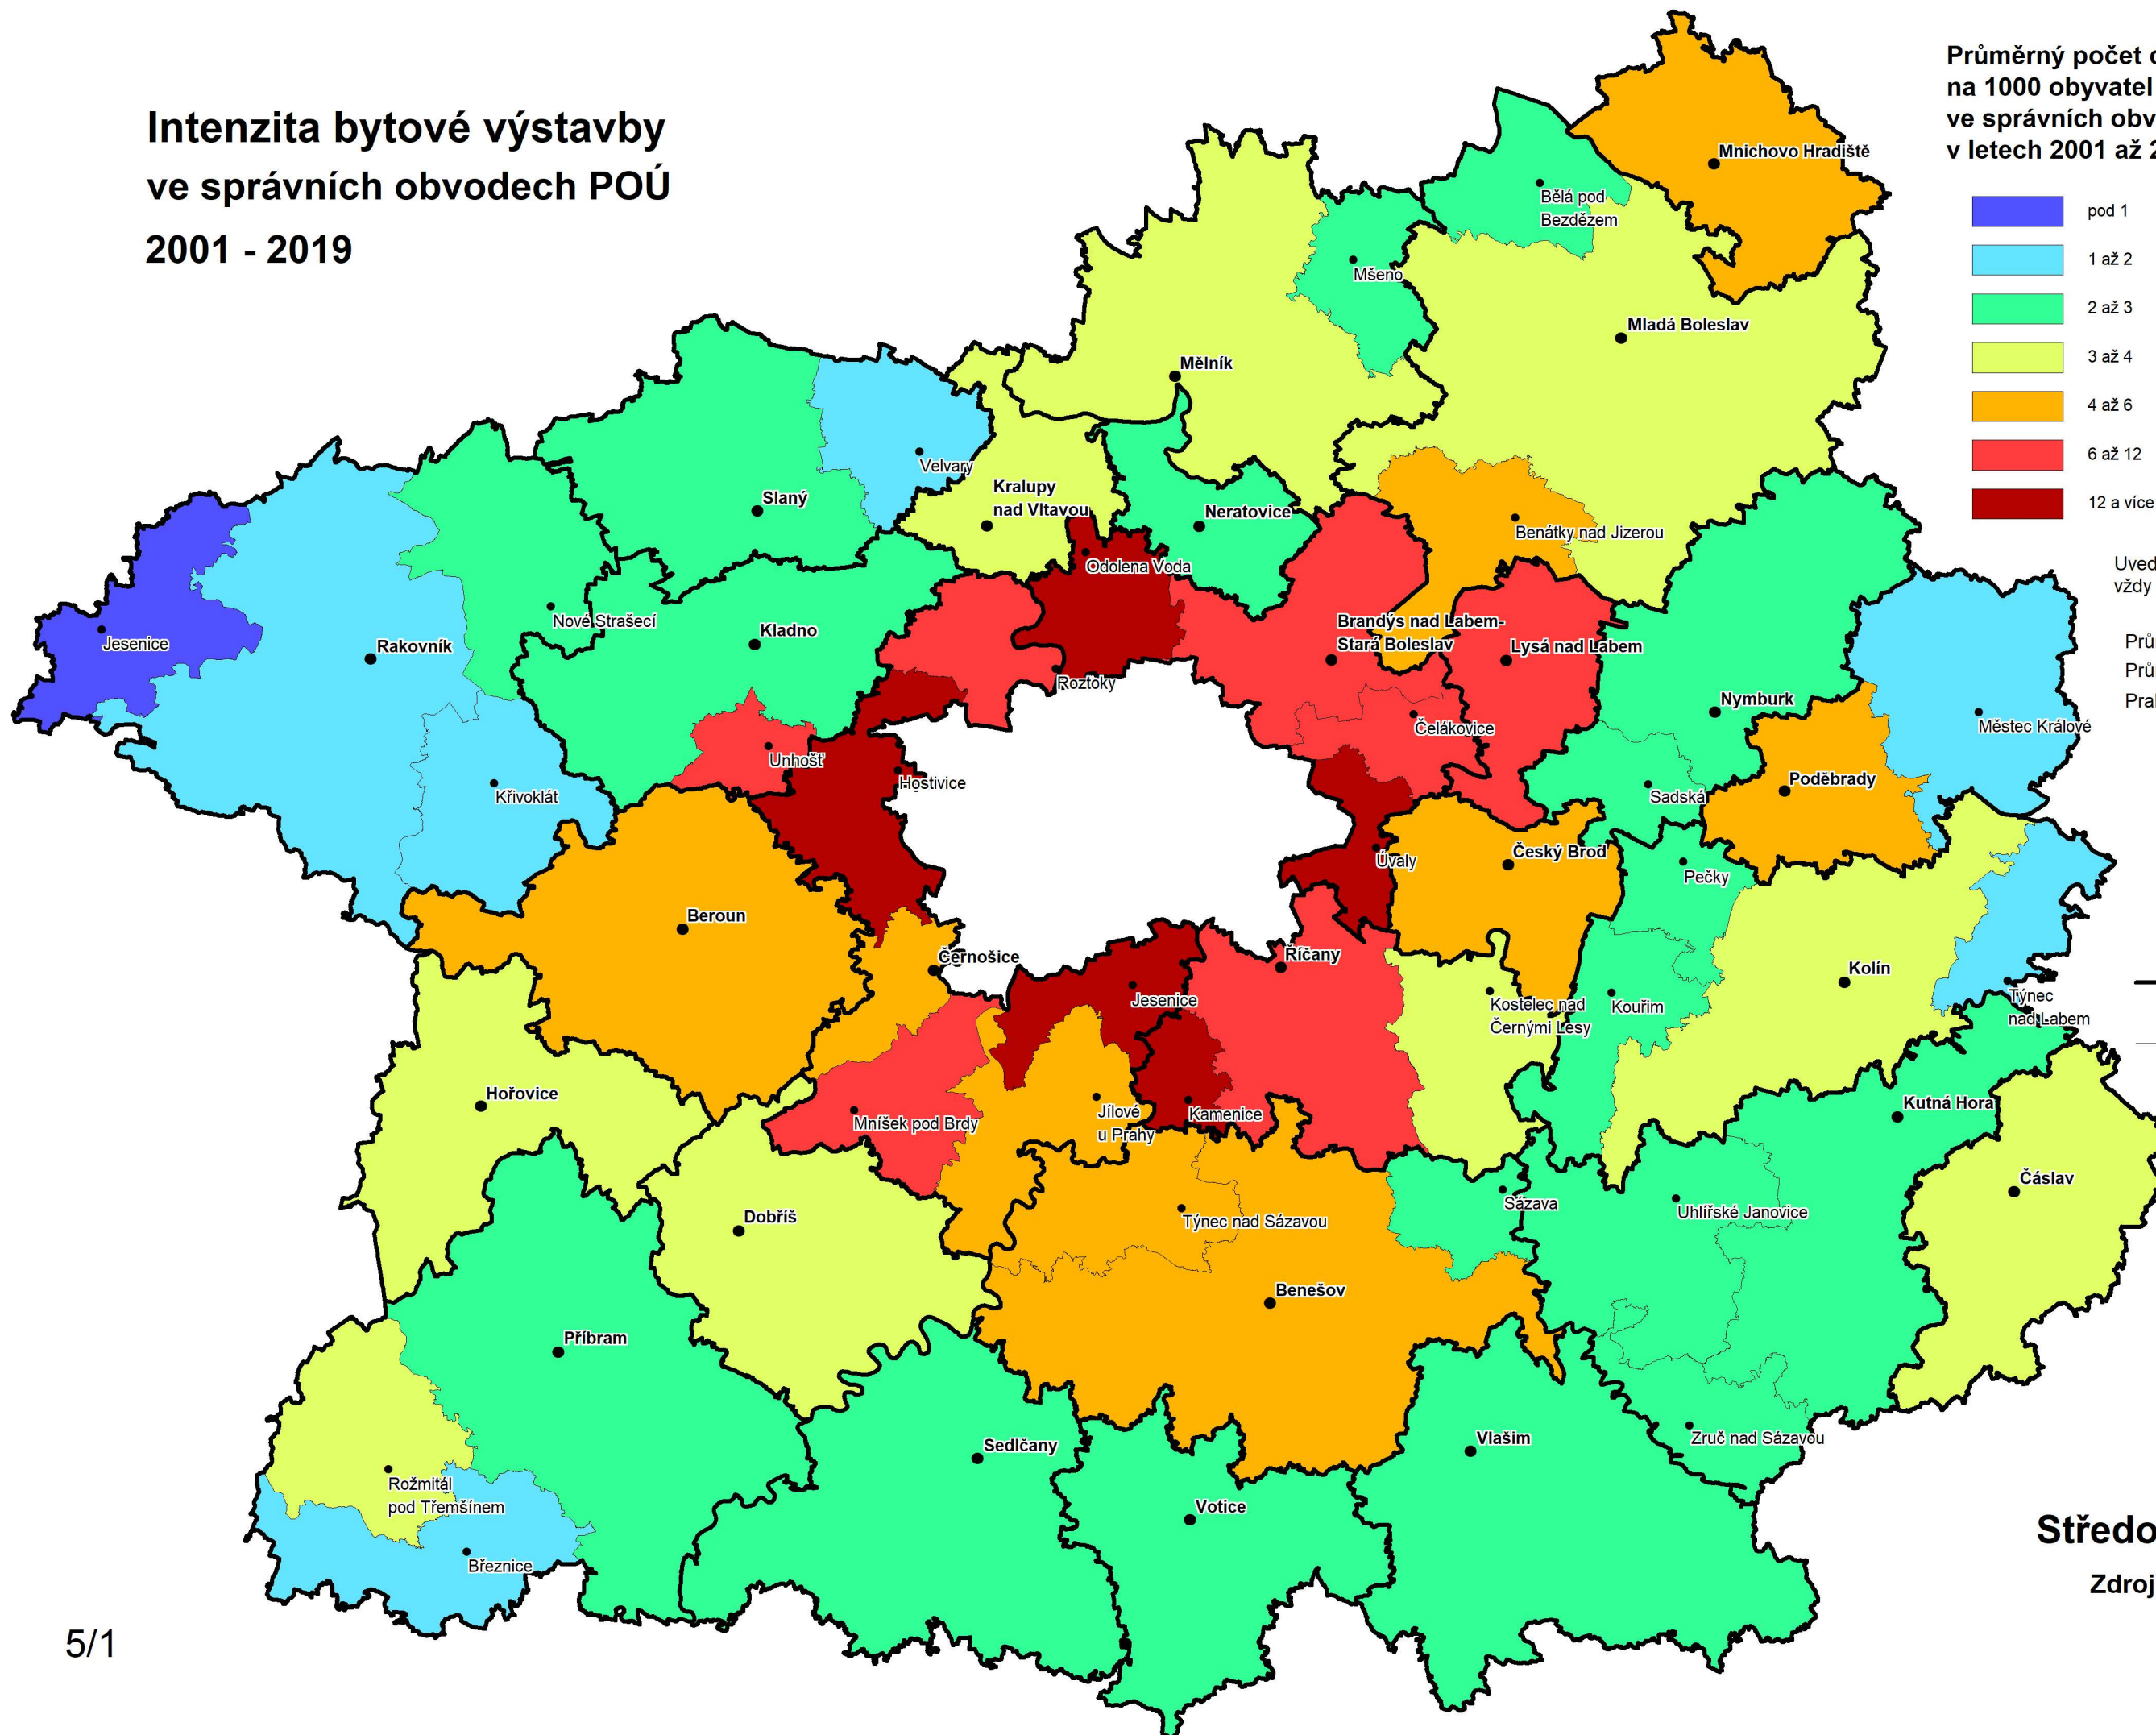 Intenzita bytové výstavby
ve správních obvodech POÚ
2001 - 2019
Průměrný počet
na 1000 obyvatel
ve správních
v letech 2001 až
pod 1
1 až 2
2 až 3
3 až 4
4 až 6
6 až 12
12 a více
vždy
Mnichovo Hradiště
Bělá pod
Bezdězem
Mšeno
Mladá Boleslav
Mělník
Velvary
Slaný
Kralupy
nad Vltavou
Neratovice
Benátky nad Jizerou
Odolena Voda
Nové Strašecí
Kladno
Brandýs nad Labem-
Stará Boleslav
Lysá nad Labem
Jesenice
Rakovník
Roztoky
Nymburk
Městec Králové
Čelákovice
Unhošť
Hostivice
Křivoklát
Sadská
Poděbrady
Úvaly
Český Brod
Pečky
Beroun
Černošice
Říčany
Kolín
Jesenice
Kostelec nad
Černými Lesy
Kouřim
Týnec
nad Labem
Hořovice
Mníšek pod Brdy
Jílové
u Prahy
Kamenice
Kutná Hora
Čáslav
Dobříš
Týnec nad Sázavou
Sázava
Uhlířské Janovice
Benešov
Příbram
Sedlčany
Vlašim
Zruč nad Sázavou
Rožmitál
pod Třemšínem
Votice
Březnice
Středo
Zdroj
5/1